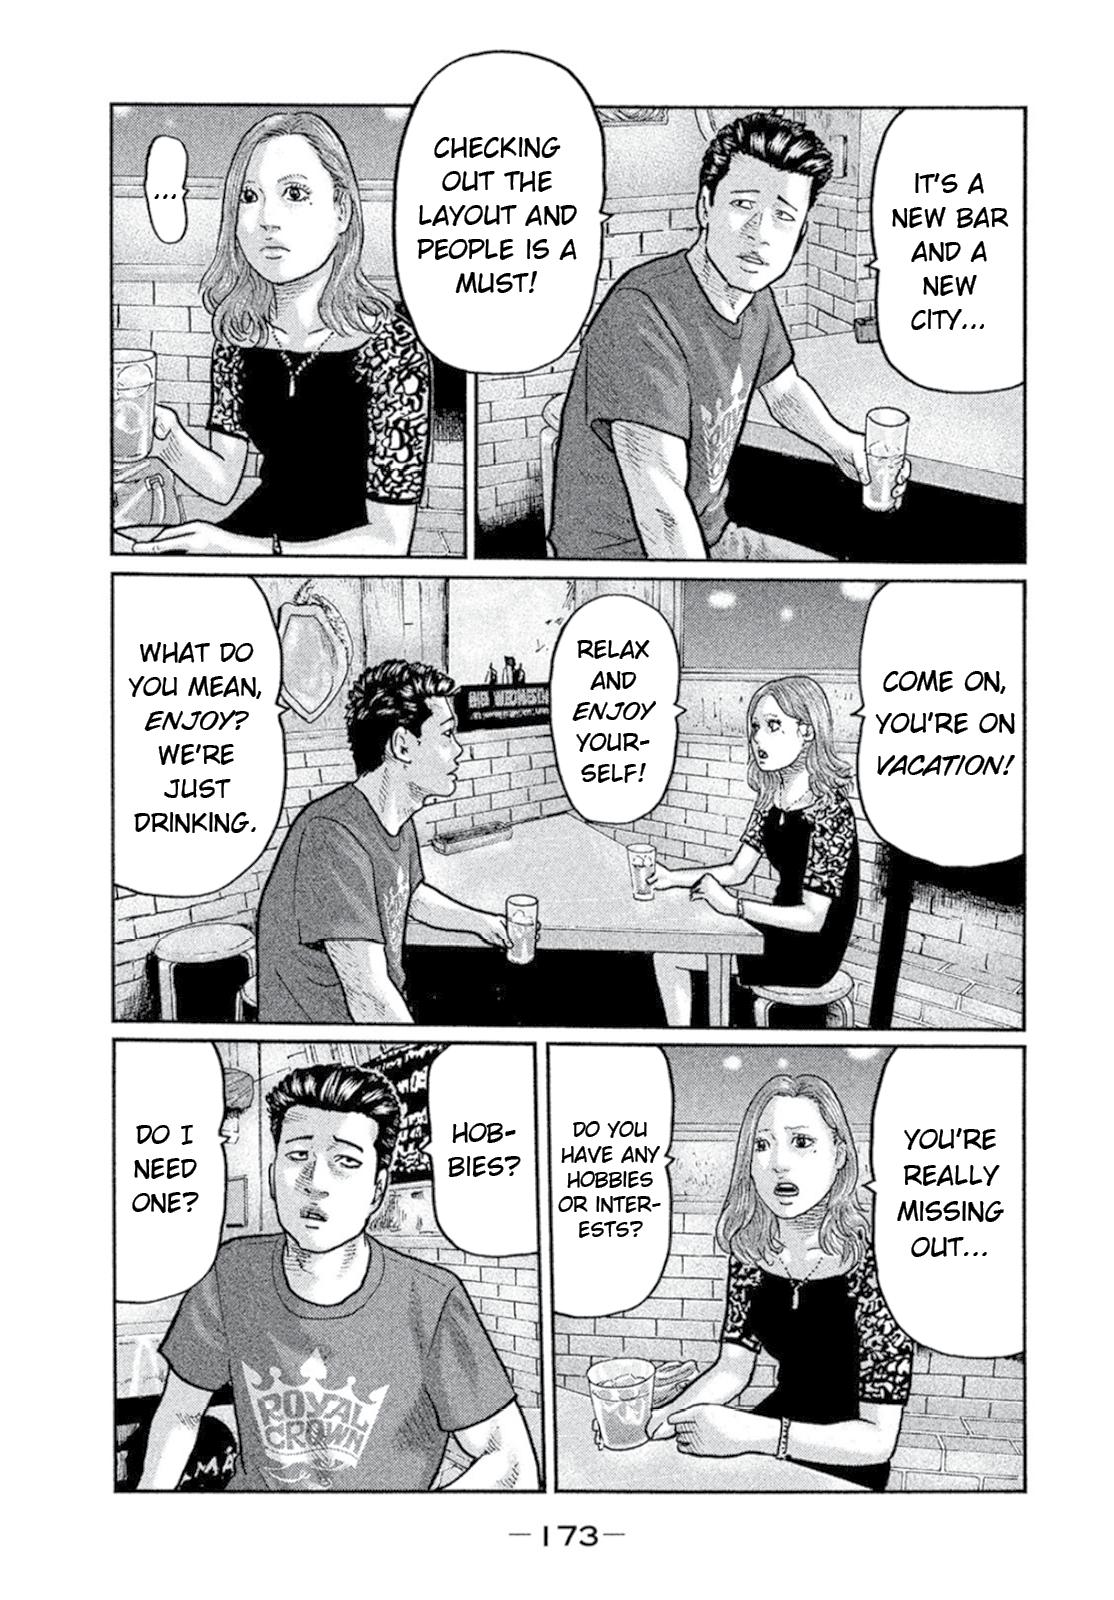 IT'S A
NEW BAR
AND A
NEW
CITY...
CHECKING
OUT THE
LAYOUT AND
PEOPLE IS A
MUST!
...
COME ON,
YOU'RE ON
VACATION!
RELAX
AND
ENJOY
YOUR-
SELF!
WHAT DO
YOU MEAN,
ENJOY?
WE'RE
JUST
DRINKING.
YOU'RE
REALLY
MISSING
OUT...
DO YOU
HAVE ANY
HOBBIES
OR INTER-
ESTS?
HOB-
BIES?
DO I
NEED
ONE?
ROYAL
CROWN
-173-